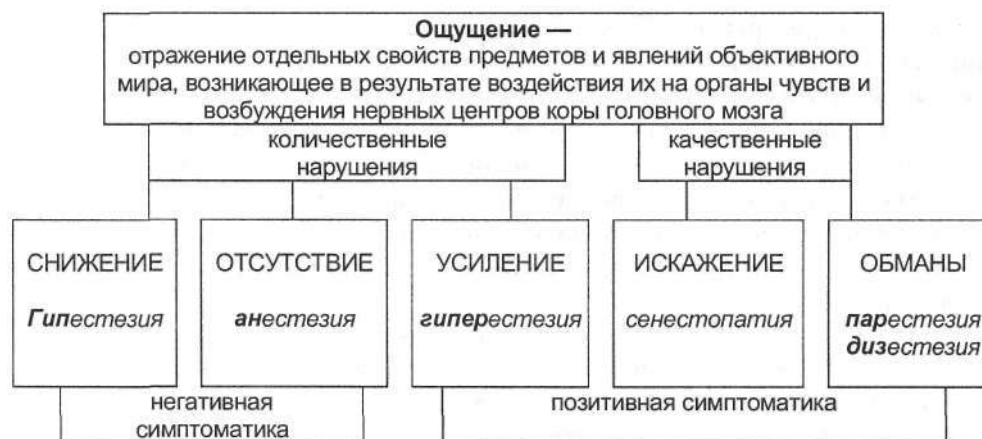 Ощущение —
отражение отдельных свойств предметов и явлений объективного
мира, возникающее в результате воздействия их на органы чувств и
возбуждения нервных центров коры головного мозга
количественные
нарушения
качественные
нарушения
СНИЖЕНИЕ
Гипестезия
ОТСУТСТВИЕ
анестезия
УСИЛЕНИЕ
гиперестезия
ИСКАЖЕНИЕ
сенестопатия
ОБМАНЫ
парестезия
дизестезия
негативная
симптоматика
позитивная симптоматика